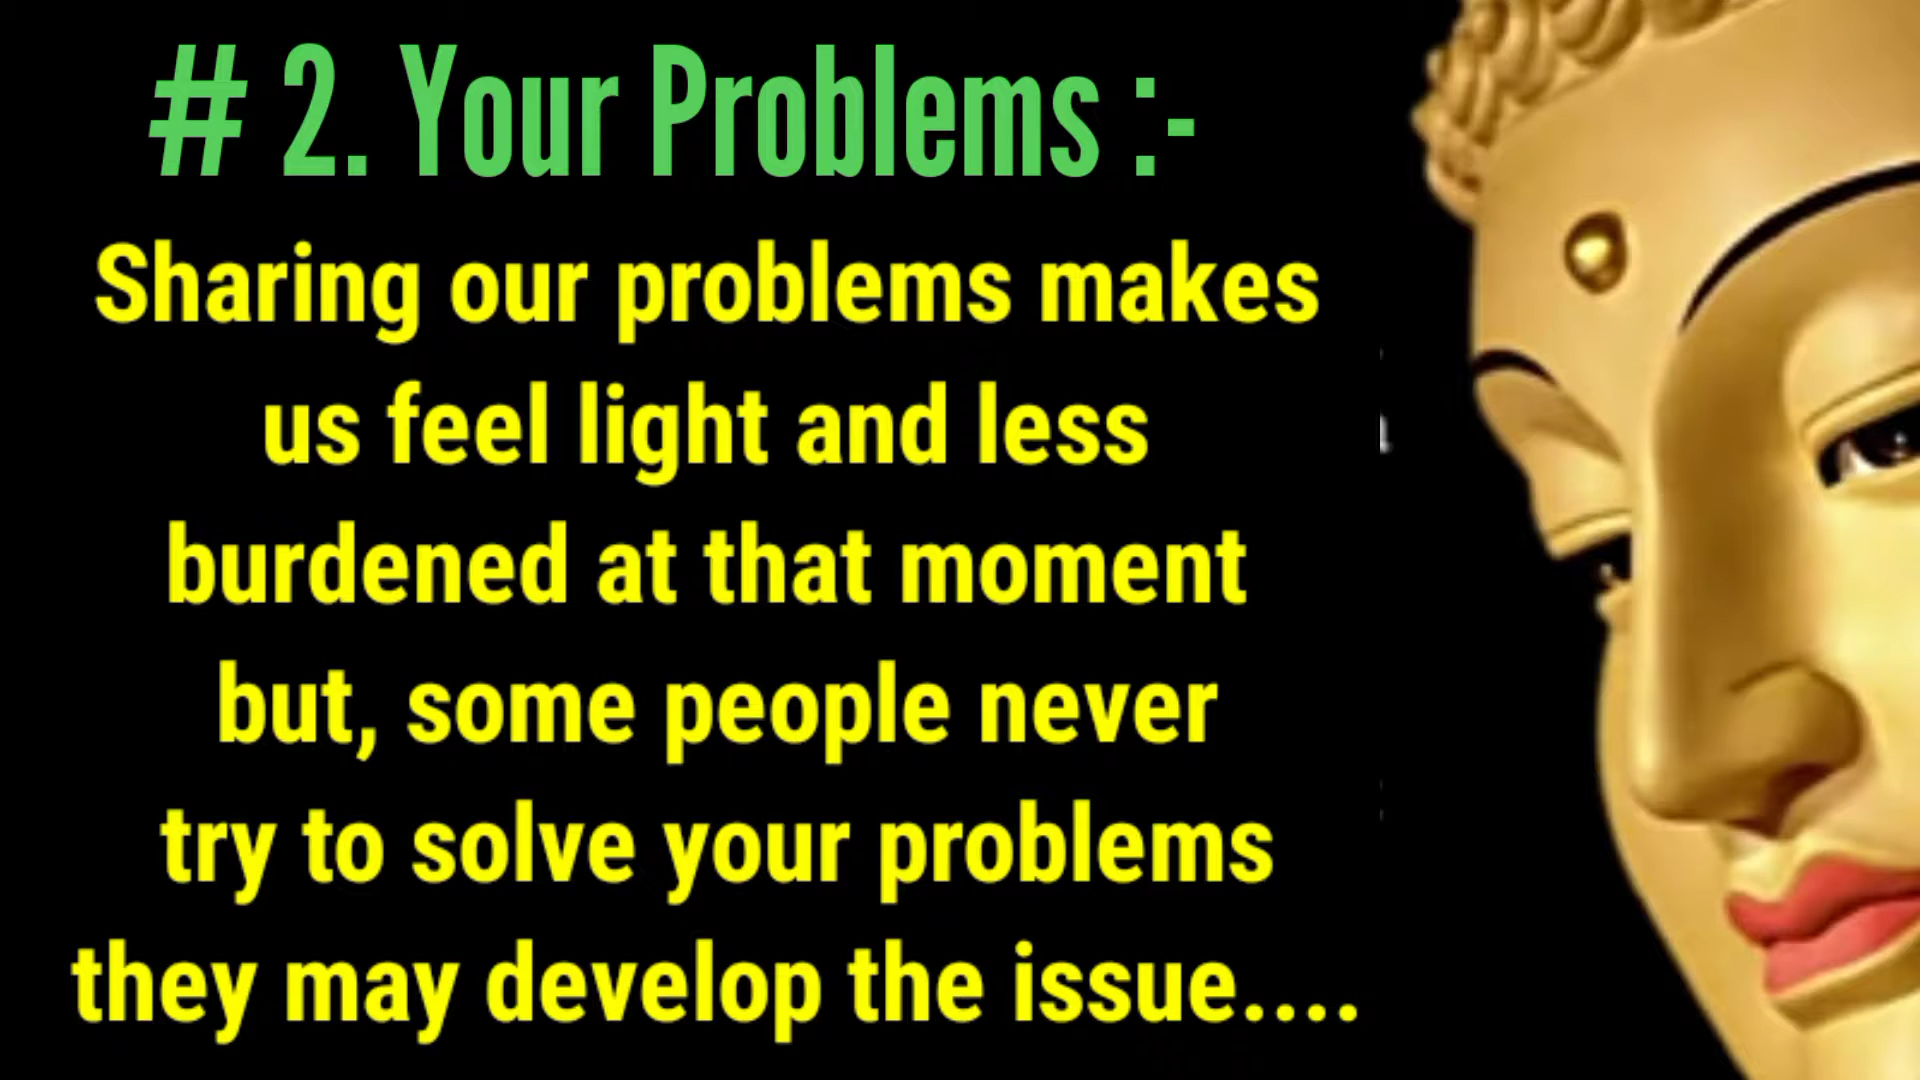 # 2. Your Problems :-
Sharing our problems makes
us feel light and less
burdened at that moment
but, some people never
try to solve your problems
they may develop the issue....